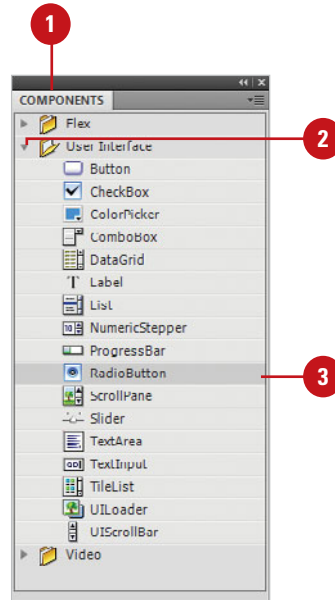 1
COMPONENTS
Flex
2
User Interface
Button
CheckBox
ColorPicker
ComboBox
DataGrid
Label
List
NumericStepper
ProgressBar
RadioButton
3
ScrollPane
Slider
TextArea
TextInput
TileList
UILoader
UIScrollBar
Video